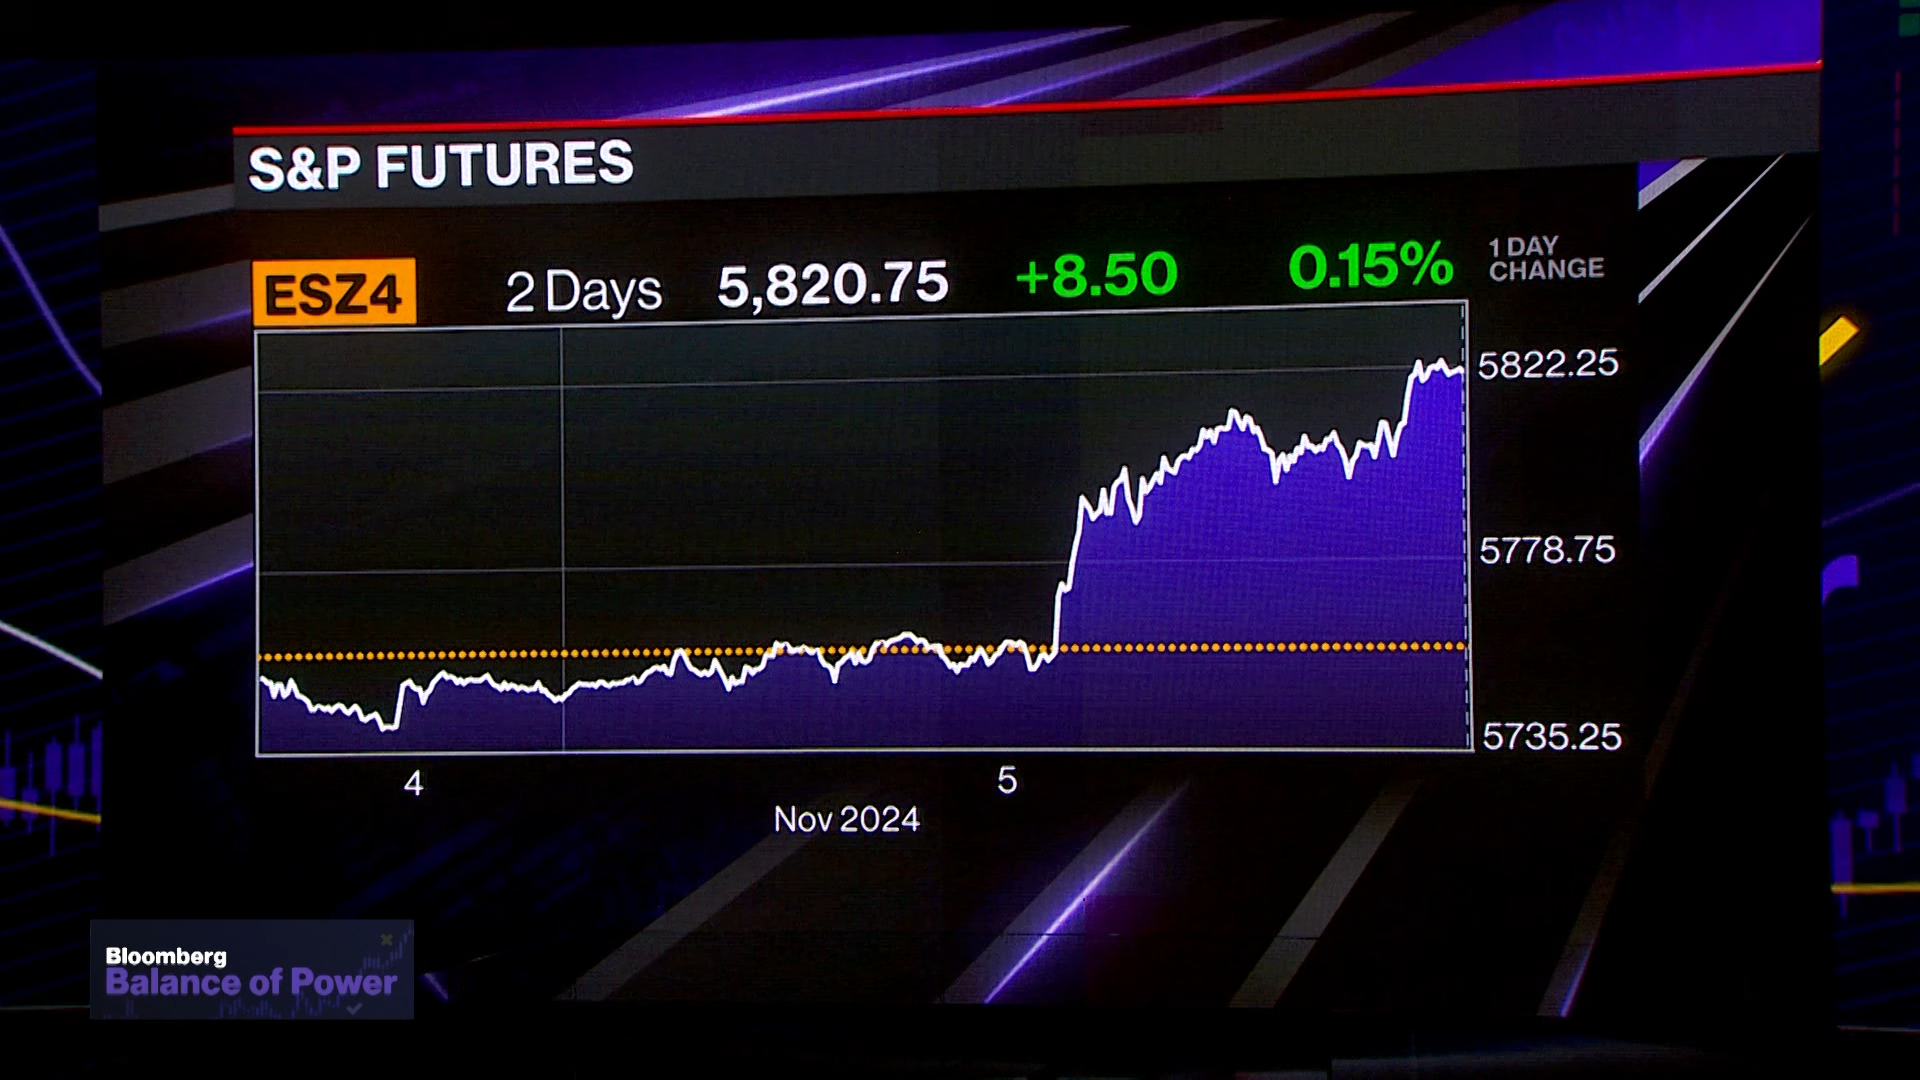 S&P FUTURES
ESZ4 2 Days 5,820.75 +8.50 0.15% 1 DAY
CHANGE
5822.25
5778.75
5735.25
4 5
Nov 2024
Bloomberg
Balance of Power